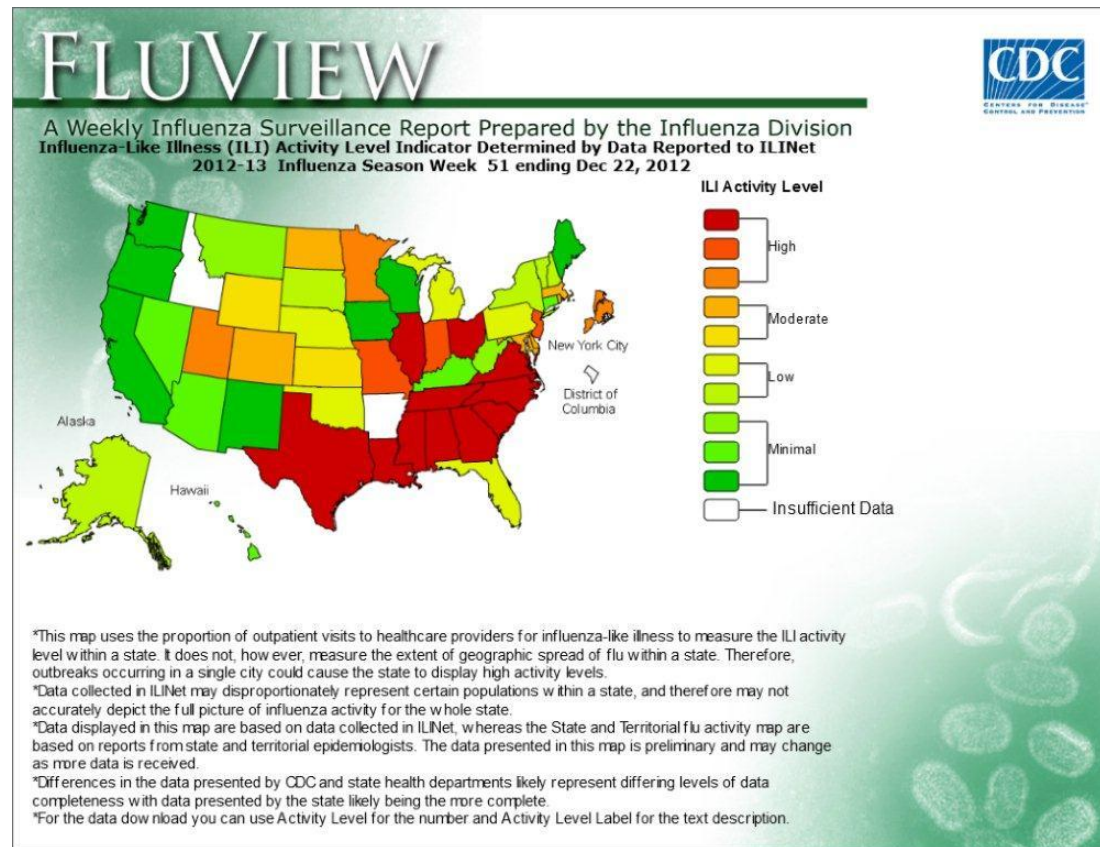 FLUVIEW
CDC
CENTERS FOR DISEASE
CONTROL AND PREVENTION
A Weekly Influenza Surveillance Report Prepared by the Influenza Division
Influenza-Like Illness (ILI) Activity Level Indicator Determined by Data Reported to ILINet
2012-13 Influenza Season Week 51 ending Dec 22, 2012
ILI Activity Level
High
Moderate
Low
Minimal
Insufficient Data
New York City
District of
Columbia
Alaska
Hawaii
*This map uses the proportion of outpatient visits to healthcare providers for influenza-like illness to measure the ILI activity
level within a state. It does not, however, measure the extent of geographic spread of flu within a state. Therefore,
outbreaks occurring in a single city could cause the state to display high activity levels.
*Data collected in ILINet may disproportionately represent certain populations within a state, and therefore may not
accurately depict the full picture of influenza activity for the whole state.
*Data displayed in this map are based on data collected in ILINet, whereas the State and Territorial flu activity map are
based on reports from state and territorial epidemiologists. The data presented in this map is preliminary and may change
as more data is received.
*Differences in the data presented by CDC and state health departments likely represent differing levels of data
completeness with data presented by the state likely being the more complete.
*For the data download you can use Activity Level for the number and Activity Level Label for the text description.